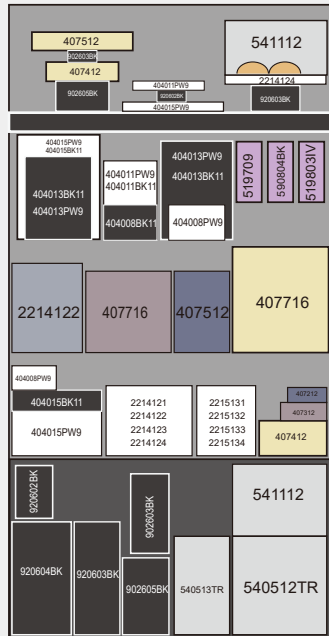 407512
541112
902603BK
407412
902605BK
404011PW9
902602BK
404015PW9
2214124
920603BK
404015PW9
404015BK11
404013BK11
404013PW9
404011PW9
404011BK11
404008BK11
404013PW9
404013BK11
404008PW9
519709
590804BK
519803IV
2214122
407716
407512
407716
404008PW9
404015BK11
404015PW9
2214121
2214122
2214123
2214124
2215131
2215132
2215133
2215134
407212
407312
407412
920602BK
902603BK
541112
920604BK
920603BK
902605BK
540513TR
540512TR